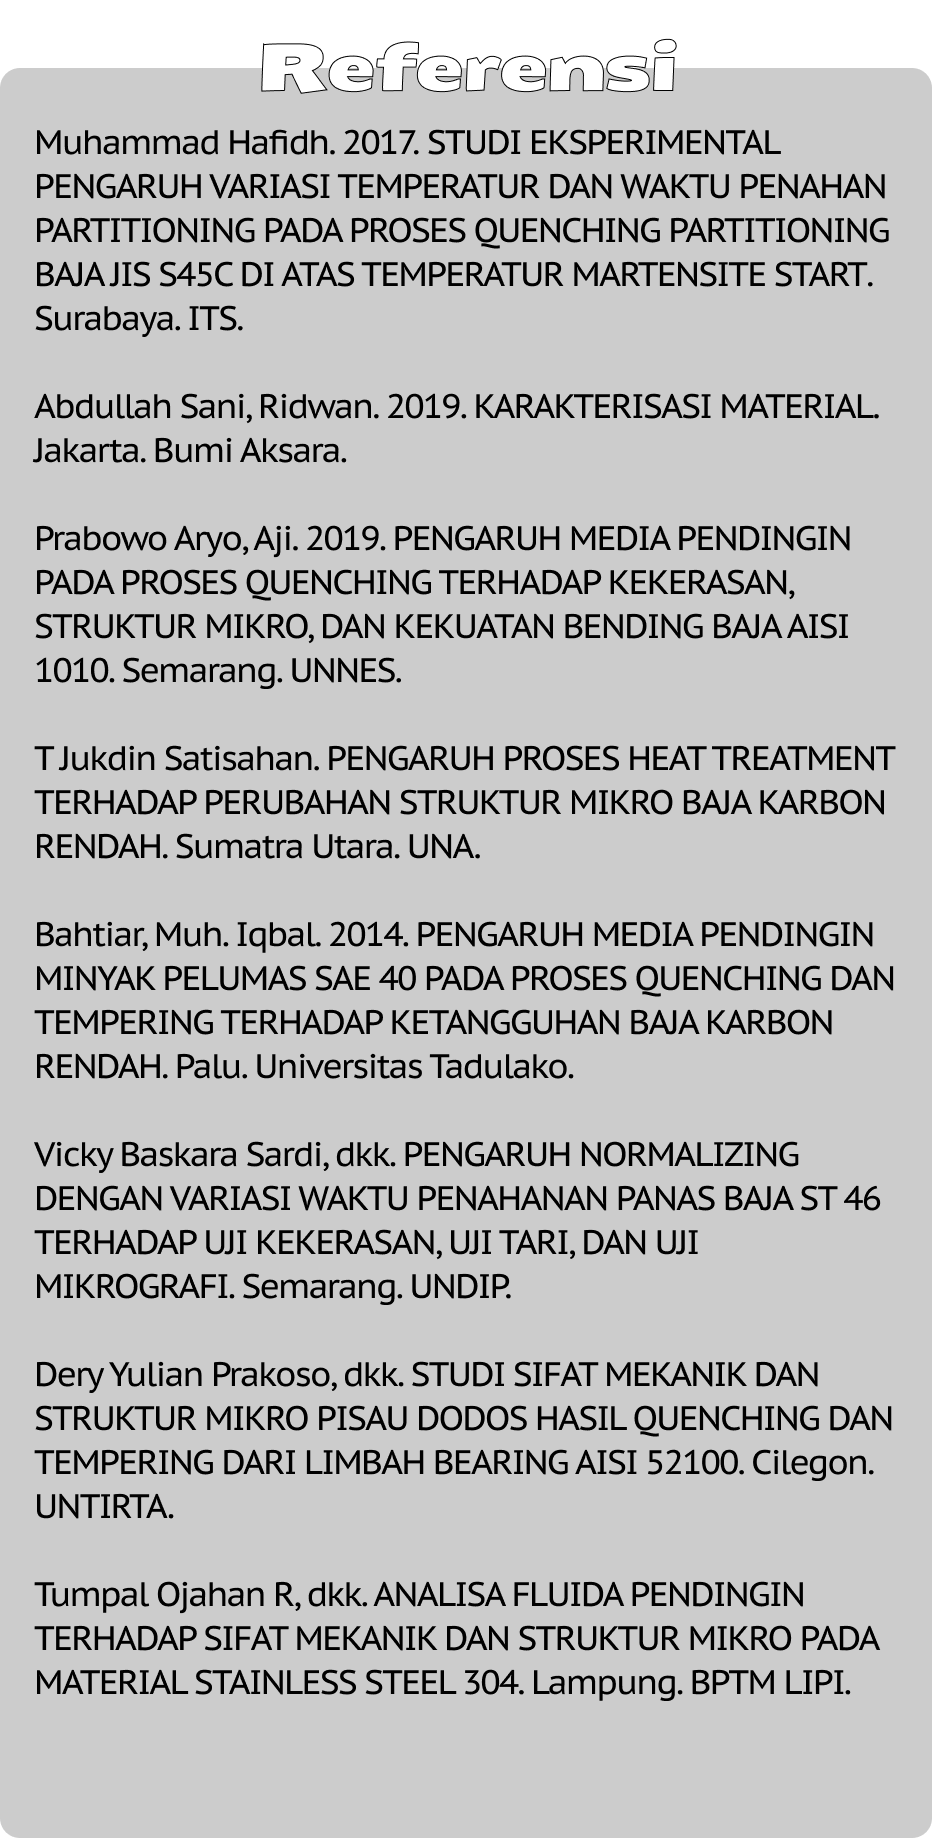 Referensi
Muhammad Hafidh. 2017. STUDI EKSPERIMENTAL
PENGARUH VARIASI TEMPERATUR DAN WAKTU PENAHAN
PARTITIONING PADA PROSES QUENCHING PARTITIONING
BAJA JIS S45C DI ATAS TEMPERATUR MARTENSITE START.
Surabaya. ITS.
Abdullah Sani, Ridwan. 2019. KARAKTERISASI MATERIAL.
Jakarta. Bumi Aksara.
Prabowo Aryo, Aji. 2019. PENGARUH MEDIA PENDINGIN
PADA PROSES QUENCHING TERHADAP KEKERASAN,
STRUKTUR MIKRO, DAN KEKUATAN BENDING BAJA AISI
1010. Semarang. UNNES.
T Jukdin Satisahan. PENGARUH PROSES HEAT TREATMENT
TERHADAP PERUBAHAN STRUKTUR MIKRO BAJA KARBON
RENDAH. Sumatra Utara. UNA.
Bahtiar, Muh. Iqbal. 2014. PENGARUH MEDIA PENDINGIN
MINYAK PELUMAS SAE 40 PADA PROSES QUENCHING DAN
TEMPERING TERHADAP KETANGGUHAN BAJA KARBON
RENDAH. Palu. Universitas Tadulako.
Vicky Baskara Sardi, dkk. PENGARUH NORMALIZING
DENGAN VARIASI WAKTU PENAHANAN PANAS BAJA ST 46
TERHADAP UJI KEKERASAN, UJI TARI, DAN UJI
MIKROGRAFI. Semarang. UNDIP.
Dery Yulian Prakoso, dkk. STUDI SIFAT MEKANIK DAN
STRUKTUR MIKRO PISAU DODOS HASIL QUENCHING DAN
TEMPERING DARI LIMBAH BEARING AISI 52100. Cilegon.
UNTIRTA.
Tumpal Ojahan R, dkk. ANALISA FLUIDA PENDINGIN
TERHADAP SIFAT MEKANIK DAN STRUKTUR MIKRO PADA
MATERIAL STAINLESS STEEL 304. Lampung. BPTM LIPI.